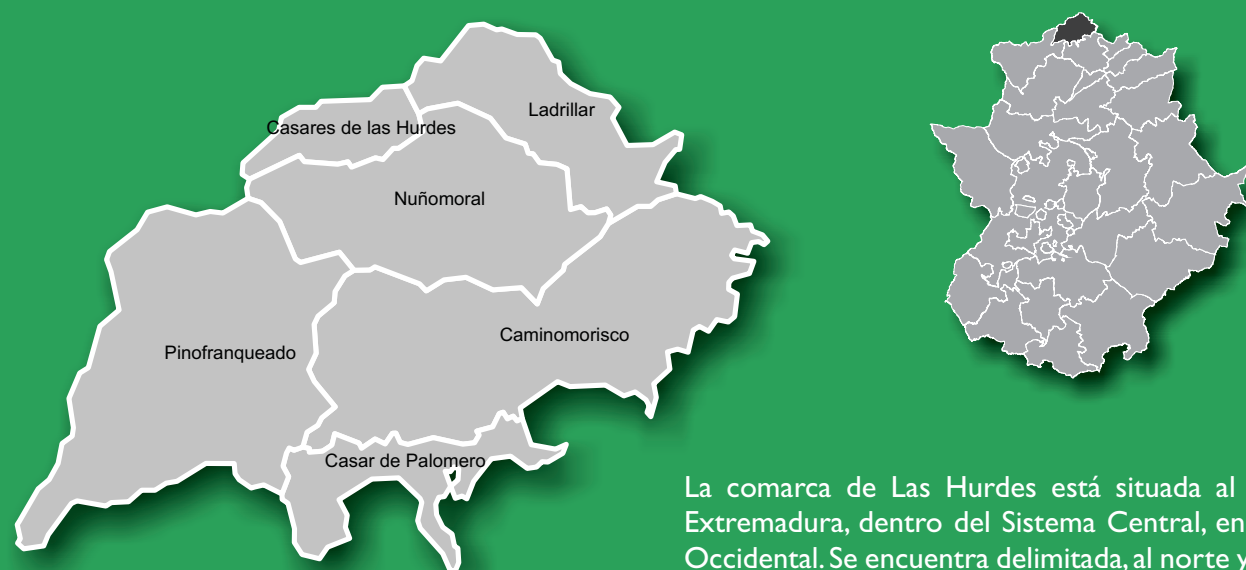 Ladrillar
Casares de las Hurdes
Nuñomoral
Caminomorisco
Pinofranqueado
Casar de Palomero
La comarca de Las Hurdes está situada al
Extremadura, dentro del Sistema Central, en
Occidental. Se encuentra delimitada, al norte y